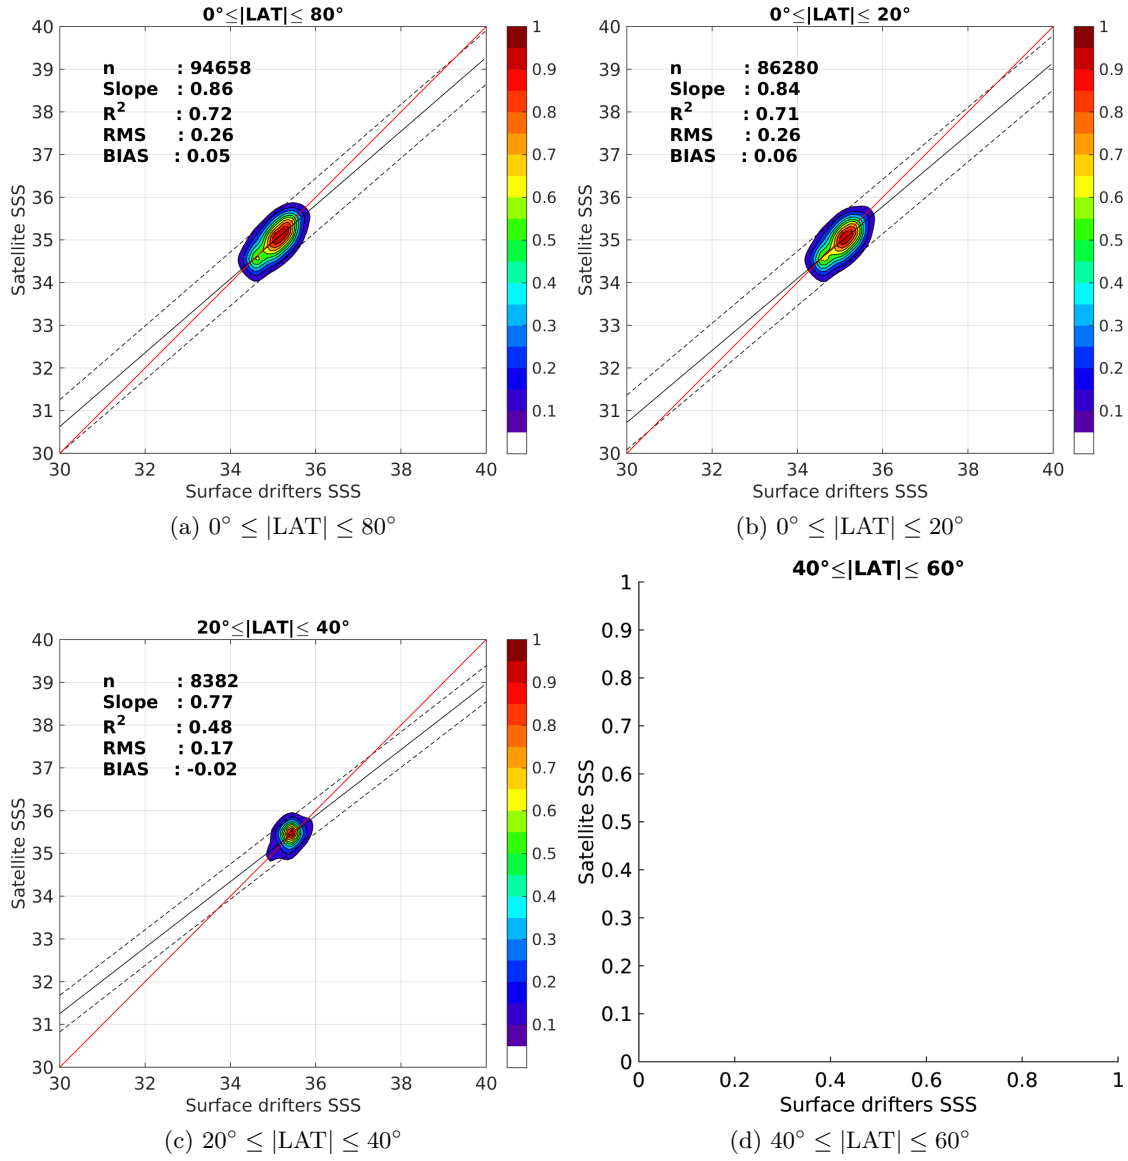 0°≤|LAT|≤ 80°
40
39
38
37
36
35
34
33
32
31
30
30 32 34 36 38 40
Satellite SSS
Surface drifters SSS
n : 94658
Slope : 0.86
R² : 0.72
RMS : 0.26
BIAS : 0.05
1
0.9
0.8
0.7
0.6
0.5
0.4
0.3
0.2
0.1
(a) 0° ≤ |LAT| ≤ 80°
0°≤|LAT|≤ 20°
40
39
38
37
36
35
34
33
32
31
30
30 32 34 36 38 40
Satellite SSS
Surface drifters SSS
n : 86280
Slope : 0.84
R² : 0.71
RMS : 0.26
BIAS : 0.06
1
0.9
0.8
0.7
0.6
0.5
0.4
0.3
0.2
0.1
(b) 0° ≤ |LAT| ≤ 20°
20°≤|LAT|≤ 40°
40
39
38
37
36
35
34
33
32
31
30
30 32 34 36 38 40
Satellite SSS
Surface drifters SSS
n : 8382
Slope : 0.77
R² : 0.48
RMS : 0.17
BIAS : -0.02
1
0.9
0.8
0.7
0.6
0.5
0.4
0.3
0.2
0.1
(c) 20° ≤ |LAT| ≤ 40°
40°≤|LAT|≤ 60°
1
0.9
0.8
0.7
0.6
0.5
0.4
0.3
0.2
0.1
0
0 0.2 0.4 0.6 0.8 1
Satellite SSS
Surface drifters SSS
(d) 40° ≤ |LAT| ≤ 60°